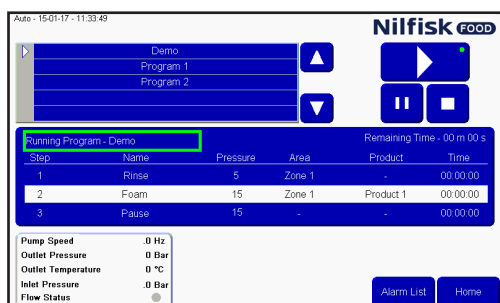 Auto - 15-01-17 - 11:33:49
Nilfisk FOOD
Demo
Program 1
Program 2
Running Program - Demo
Remaining Time - 00 m 00 s
Step Name Pressure Area Product Time
1 Rinse 5 Zone 1 - 00:00:00
2 Foam 15 Zone 1 Product 1 00:00:00
3 Pause 15 - - 00:00:00
Pump Speed .0 Hz
Outlet Pressure 0 Bar
Outlet Temperature 0 °C
Inlet Pressure .0 Bar
Flow Status
Alarm List
Home